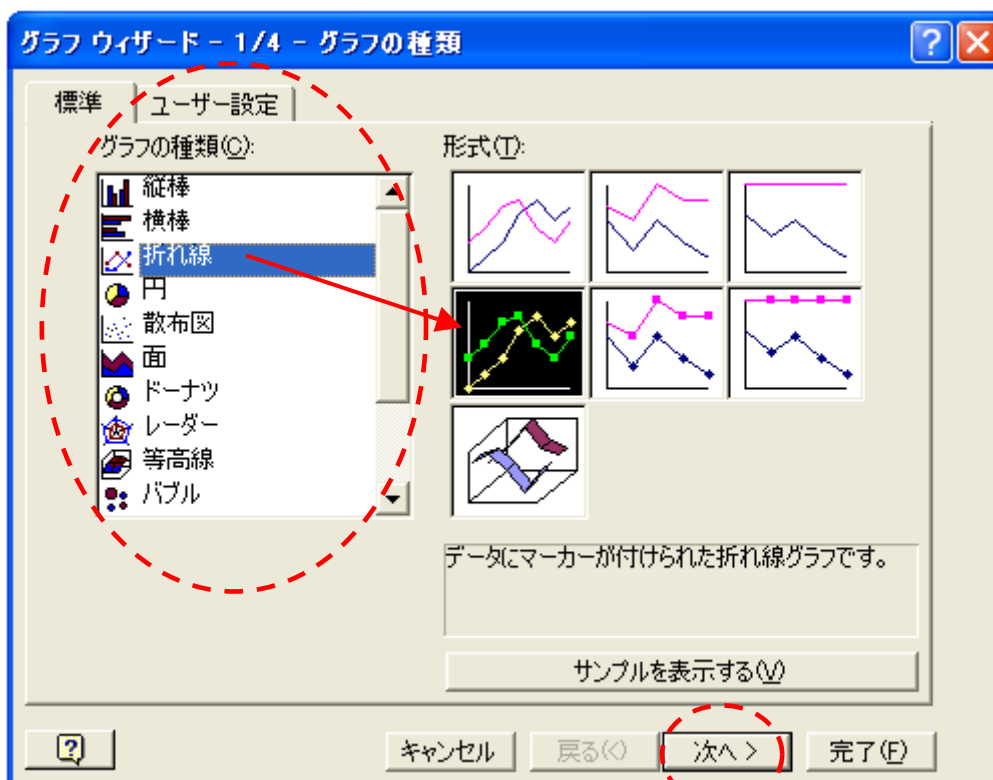 グラフ ウィザード - 1/4 - グラフの種類
標準
ユーザー設定
グラフの種類(C):
縦棒
横棒
折れ線
円
散布図
面
ドーナツ
レーダー
等高線
バブル
形式(T):
データにマーカーが付けられた折れ線グラフです。
サンプルを表示する(V)
キャンセル
戻る(<)
次へ >
完了(F)